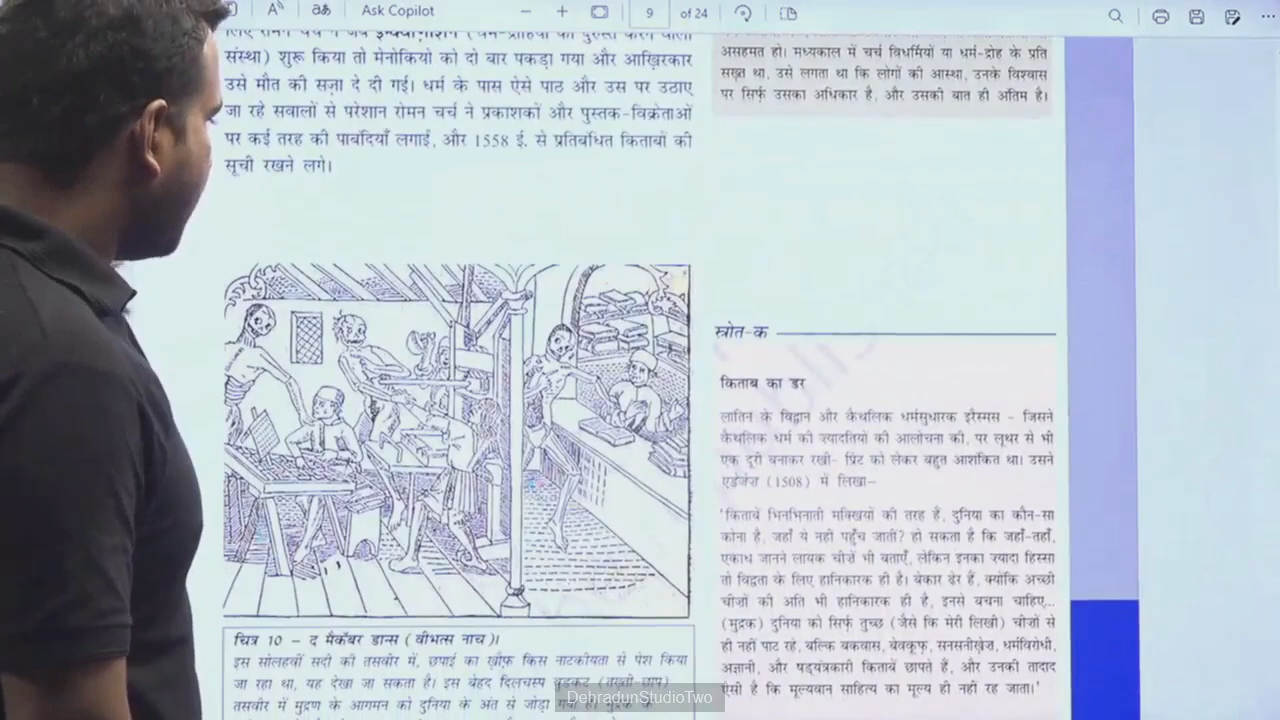 Ask Copilot
9 of 24
संस्था) शुरू किया तो मेनोकियो को दो बार पकड़ा गया और आख़िरकार
उसे मौत की सज़ा दे दी गई। धर्म के पास ऐसे पाठ और उस पर उठाए
जा रहे सवालों से परेशान रोमन चर्च ने प्रकाशकों और पुस्तक-विक्रेताओं
पर कई तरह की पाबंदियाँ लगाई, और 1558 ई. से प्रतिबंधित किताबों की
सूची रखने लगे।
असहमत हो। मध्यकाल में चर्च विधर्मियों या धर्म-द्रोह के प्रति
सख्त था, उसे लगता था कि लोगों की आस्था, उनके विश्वास
पर सिर्फ़ उसका अधिकार है, और उसकी बात ही अंतिम है।
चित्र 10 – द मैकॅबर डान्स (वीभत्स नाच)।
इस सोलहवीं सदी की तसवीर में, छपाई का ख़ौफ़ किस नाटकीयता से पेश किया
जा रहा था, यह देखा जा सकता है। इस बेहद दिलचस्प वुडकट (तख़्ती-छाप)
तसवीर में मुद्रण के आगमन को दुनिया के अंत से जोड़ा गया है। मुद्रक के
स्त्रोत-क
किताब का डर
लातिन के विद्वान और कैथलिक धर्मसुधारक इरैस्मस - जिसने
कैथलिक धर्म की ज़्यादतियों की आलोचना की, पर लूथर से भी
एक दूरी बनाकर रखी- प्रिंट को लेकर बहुत आशंकित था। उसने
एडेजेज़ (1508) में लिखा–
'किताबें भिनभिनाती मक्खियों की तरह हैं, दुनिया का कौन-सा
कोना है, जहाँ ये नहीं पहुँच जातीं? हो सकता है कि जहाँ-तहाँ,
एकाध जानने लायक चीज़ें भी बताएँ, लेकिन इनका ज़्यादा हिस्सा
तो विद्वता के लिए हानिकारक ही है। बेकार ढेर हैं, क्योंकि अच्छी
चीज़ों की अति भी हानिकारक ही है, इनसे बचना चाहिए...
(मुद्रक) दुनिया को सिर्फ़ तुच्छ (जैसे कि मेरी लिखी) चीज़ों से
ही नहीं पाट रहे, बल्कि बकवास, बेवकूफ़, सनसनीख़ेज, धर्मविरोधी,
अज्ञानी, और षड्यंत्रकारी किताबें छापते हैं, और उनकी तादाद
ऐसी है कि मूल्यवान साहित्य का मूल्य ही नहीं रह जाता।'
DehradunStudioTwo